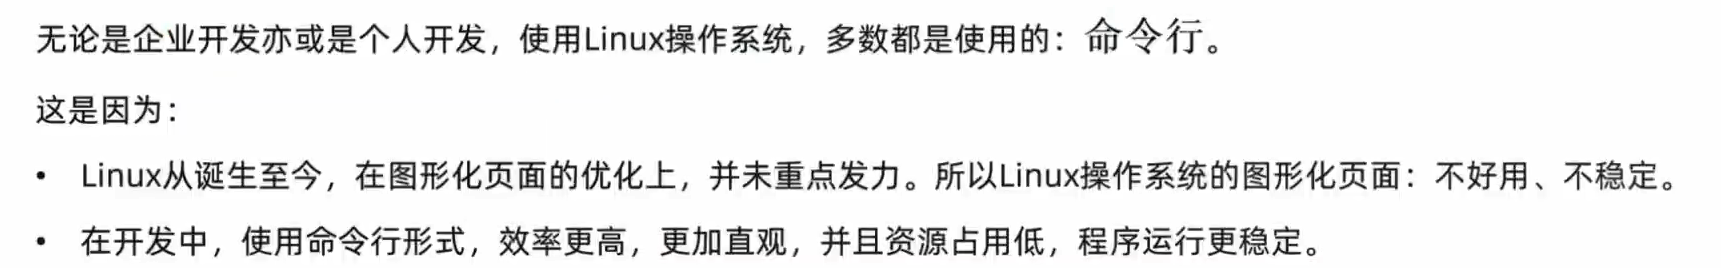 无论是企业开发亦或是个人开发，使用Linux操作系统，多数都是使用的：命令行。
这是因为：
• Linux从诞生至今，在图形化页面的优化上，并未重点发力。所以Linux操作系统的图形化页面：不好用、不稳定。
• 在开发中，使用命令行形式，效率更高，更加直观，并且资源占用低，程序运行更稳定。